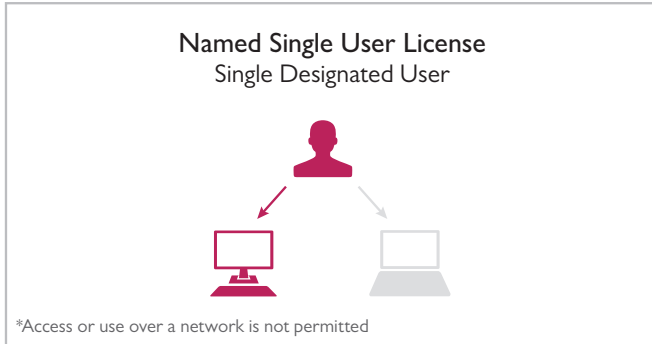 Named Single User License
Single Designated User
*Access or use over a network is not permitted